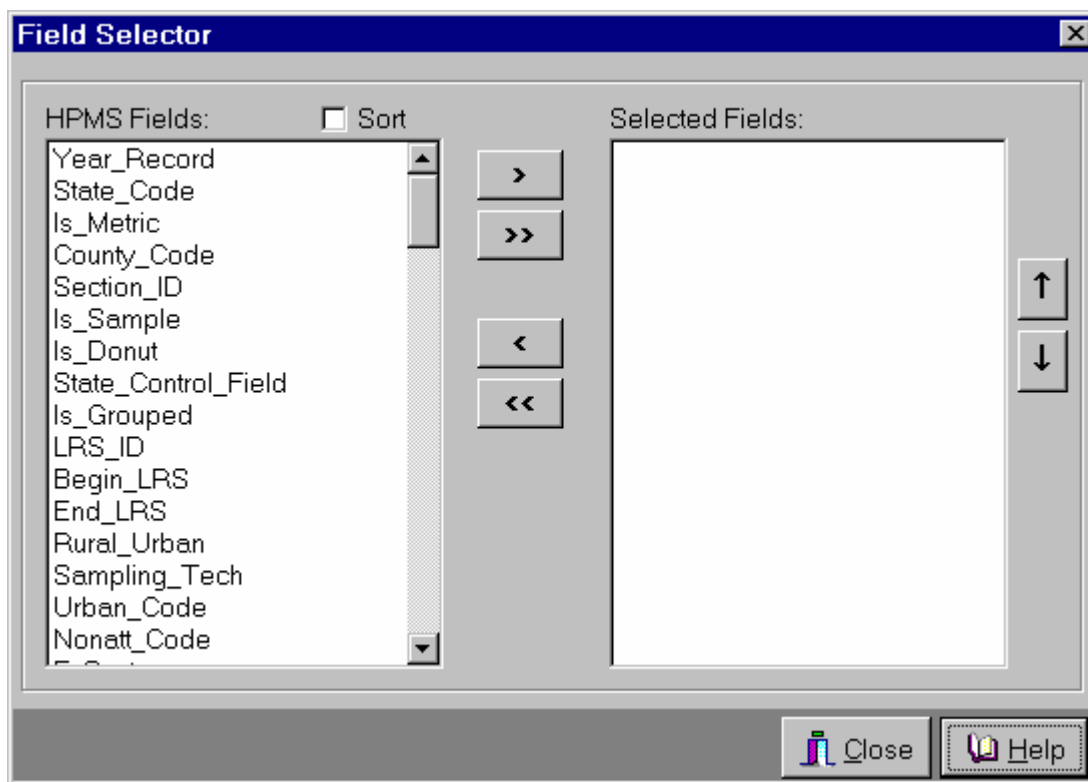 Field Selector
HPMS Fields:
Sort
Selected Fields:
Year_Record
State_Code
Is_Metric
County_Code
Section_ID
Is_Sample
Is_Donut
State_Control_Field
Is_Grouped
LRS_ID
Begin_LRS
End_LRS
Rural_Urban
Sampling_Tech
Urban_Code
Nonatt_Code
>
>>
<
<<
↑
↓
Close
Help